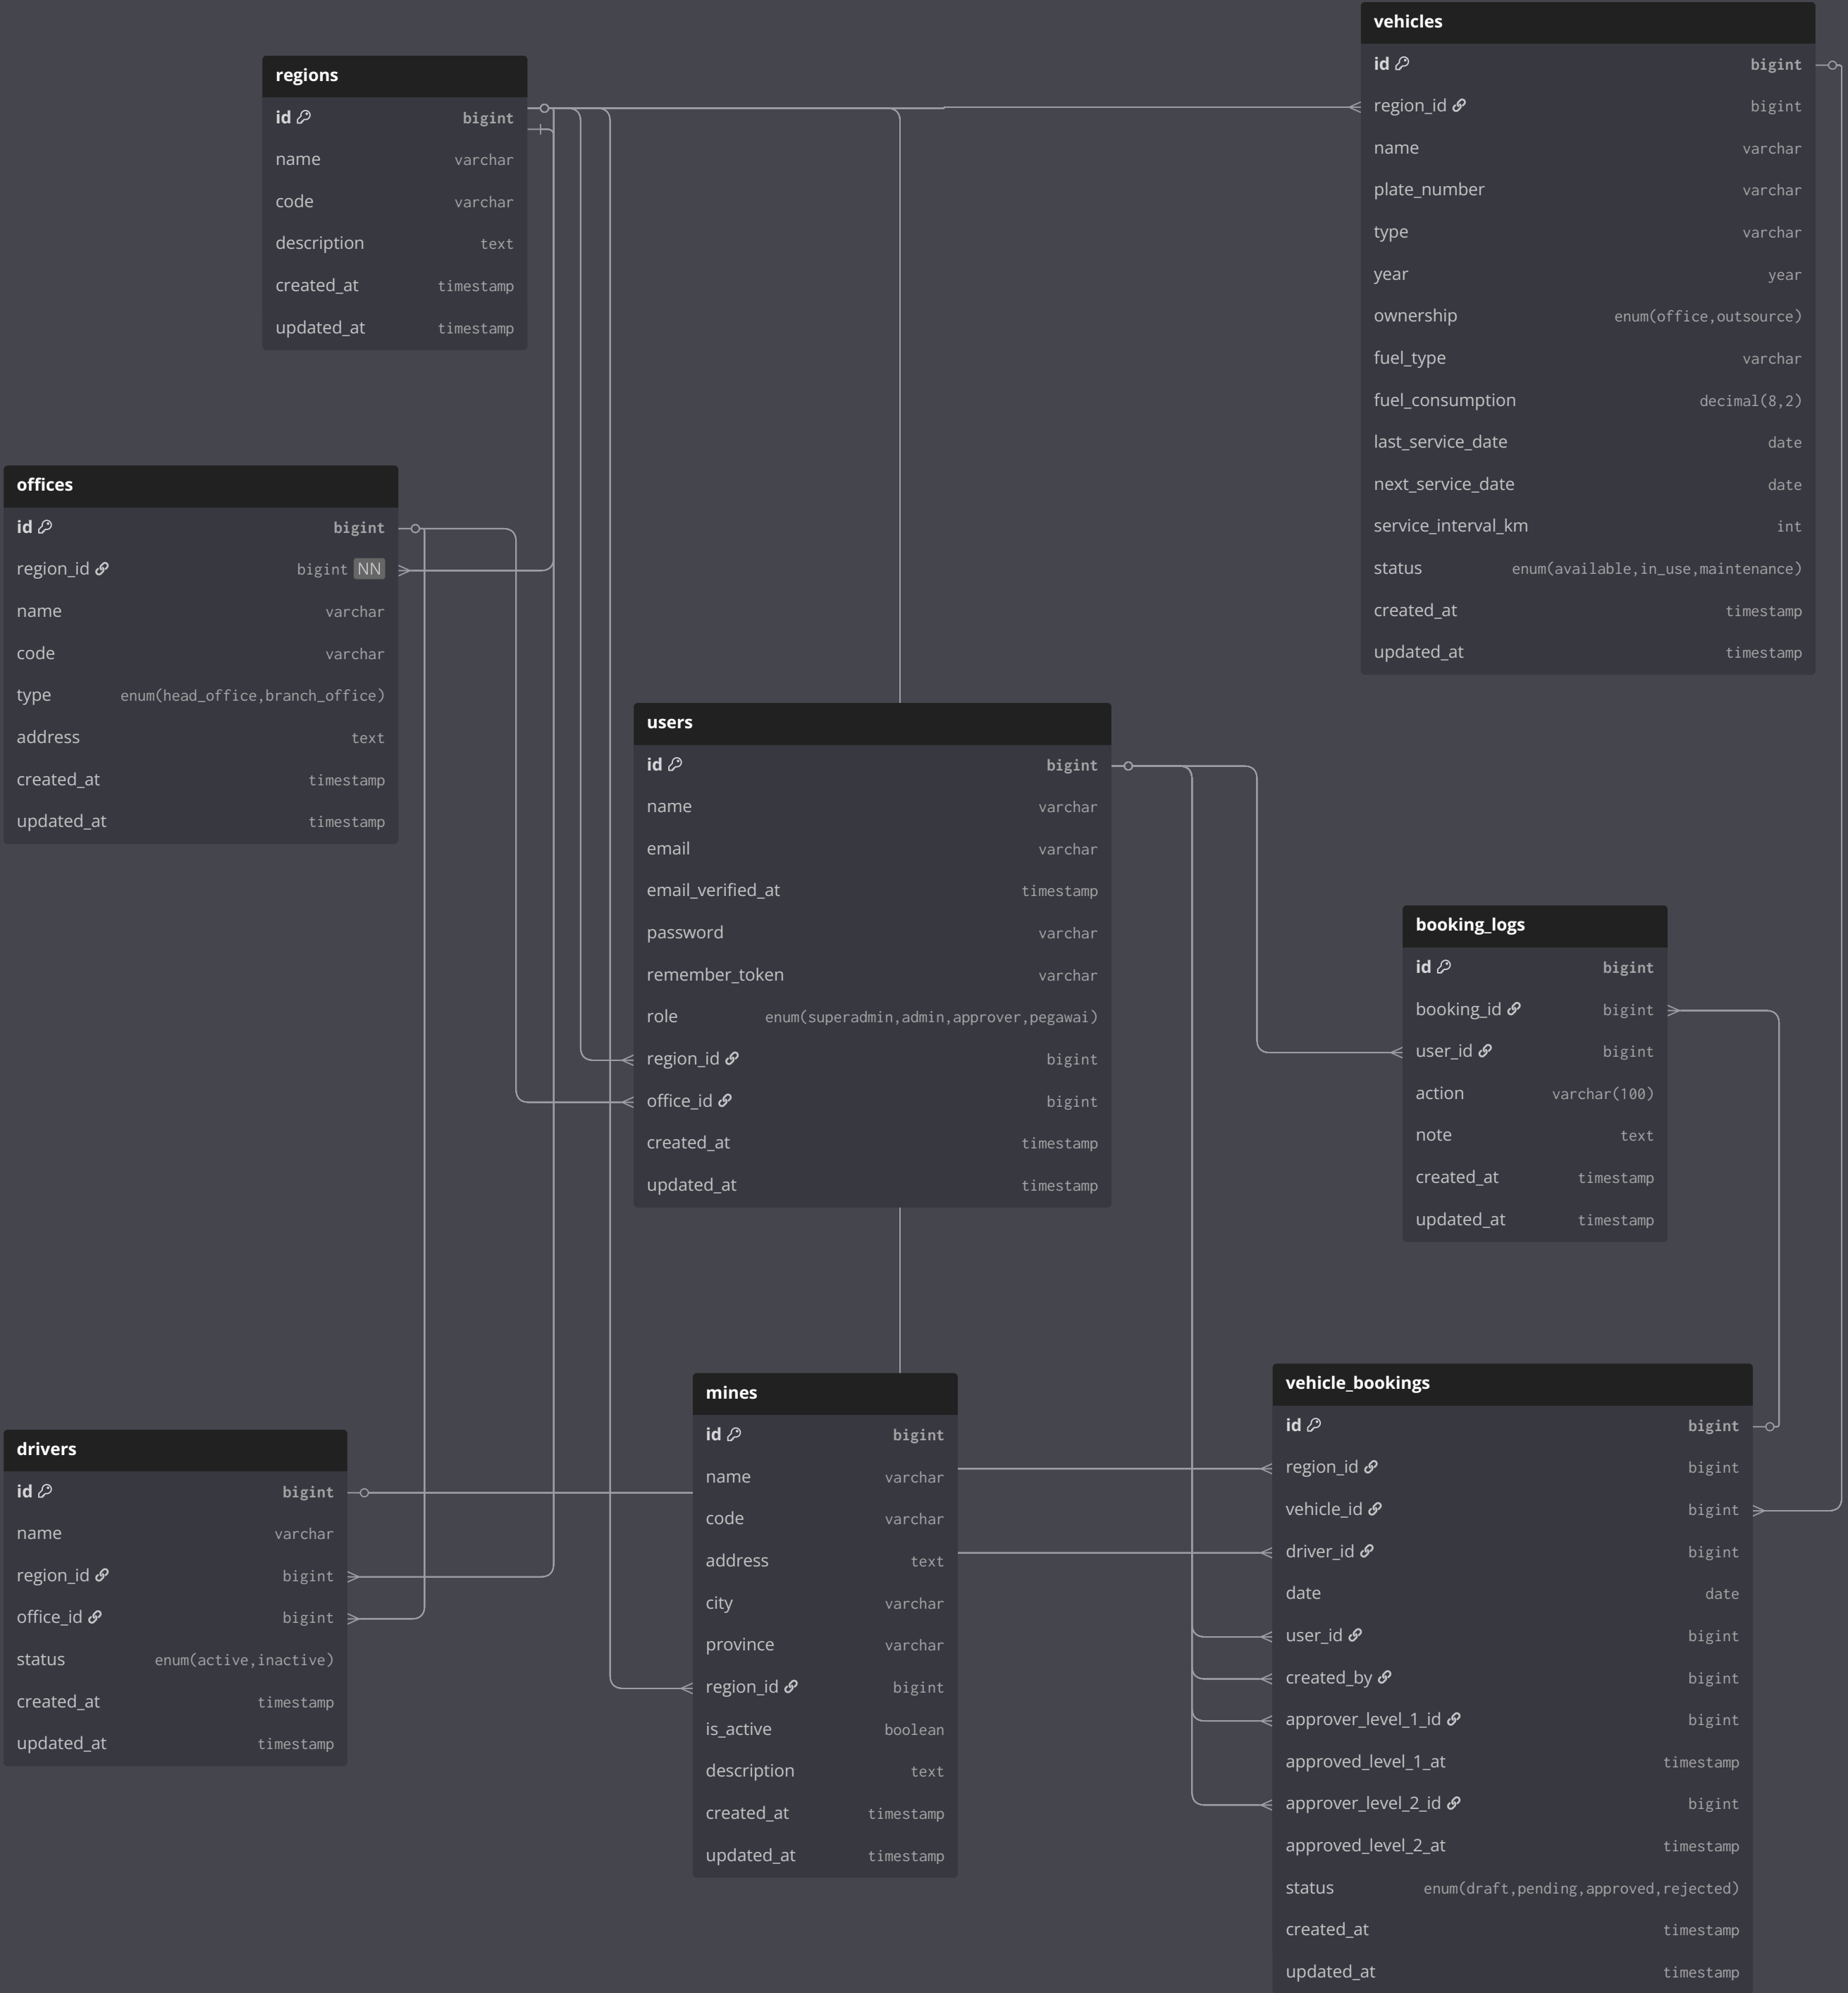 regions
id bigint
name varchar
code varchar
description text
created_at timestamp
updated_at timestamp
vehicles
id bigint
region_id bigint
name varchar
plate_number varchar
type varchar
year year
ownership enum(office,outsource)
fuel_type varchar
fuel_consumption decimal(8,2)
last_service_date date
next_service_date date
service_interval_km int
status enum(available,in_use,maintenance)
created_at timestamp
updated_at timestamp
offices
id bigint
region_id bigint NN
name varchar
code varchar
type enum(head_office,branch_office)
address text
created_at timestamp
updated_at timestamp
users
id bigint
name varchar
email varchar
email_verified_at timestamp
password varchar
remember_token varchar
role enum(superadmin,admin,approver,pegawai)
region_id bigint
office_id bigint
created_at timestamp
updated_at timestamp
booking_logs
id bigint
booking_id bigint
user_id bigint
action varchar(100)
note text
created_at timestamp
updated_at timestamp
drivers
id bigint
name varchar
region_id bigint
office_id bigint
status enum(active,inactive)
created_at timestamp
updated_at timestamp
mines
id bigint
name varchar
code varchar
address text
city varchar
province varchar
region_id bigint
is_active boolean
description text
created_at timestamp
updated_at timestamp
vehicle_bookings
id bigint
region_id bigint
vehicle_id bigint
driver_id bigint
date date
user_id bigint
created_by bigint
approver_level_1_id bigint
approved_level_1_at timestamp
approver_level_2_id bigint
approved_level_2_at timestamp
status enum(draft,pending,approved,rejected)
created_at timestamp
updated_at timestamp